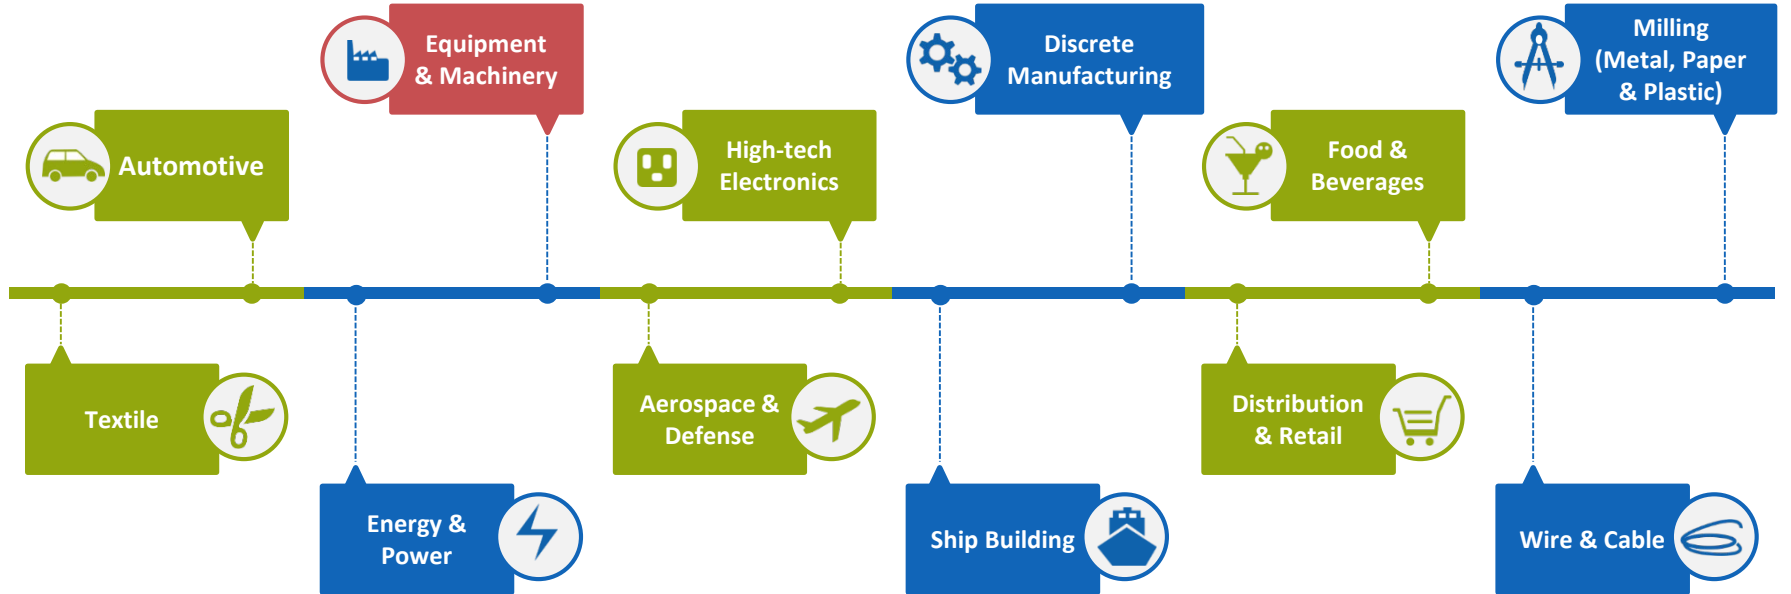 Equipment
& Machinery
Discrete
Manufacturing
Milling
(Metal, Paper
& Plastic)
Automotive
High-tech
Electronics
Food &
Beverages
Textile
Aerospace &
Defense
Distribution
& Retail
Energy &
Power
Ship Building
Wire & Cable